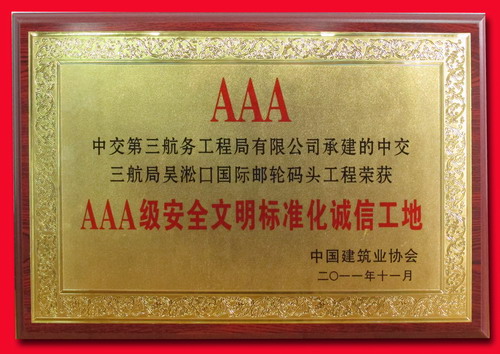 AAA
中交第三航务工程局有限公司承建的中交
三航局吴淞口国际邮轮码头工程荣获
AAA级安全文明标准化诚信工地
中国建筑业协会
二〇一一年十一月